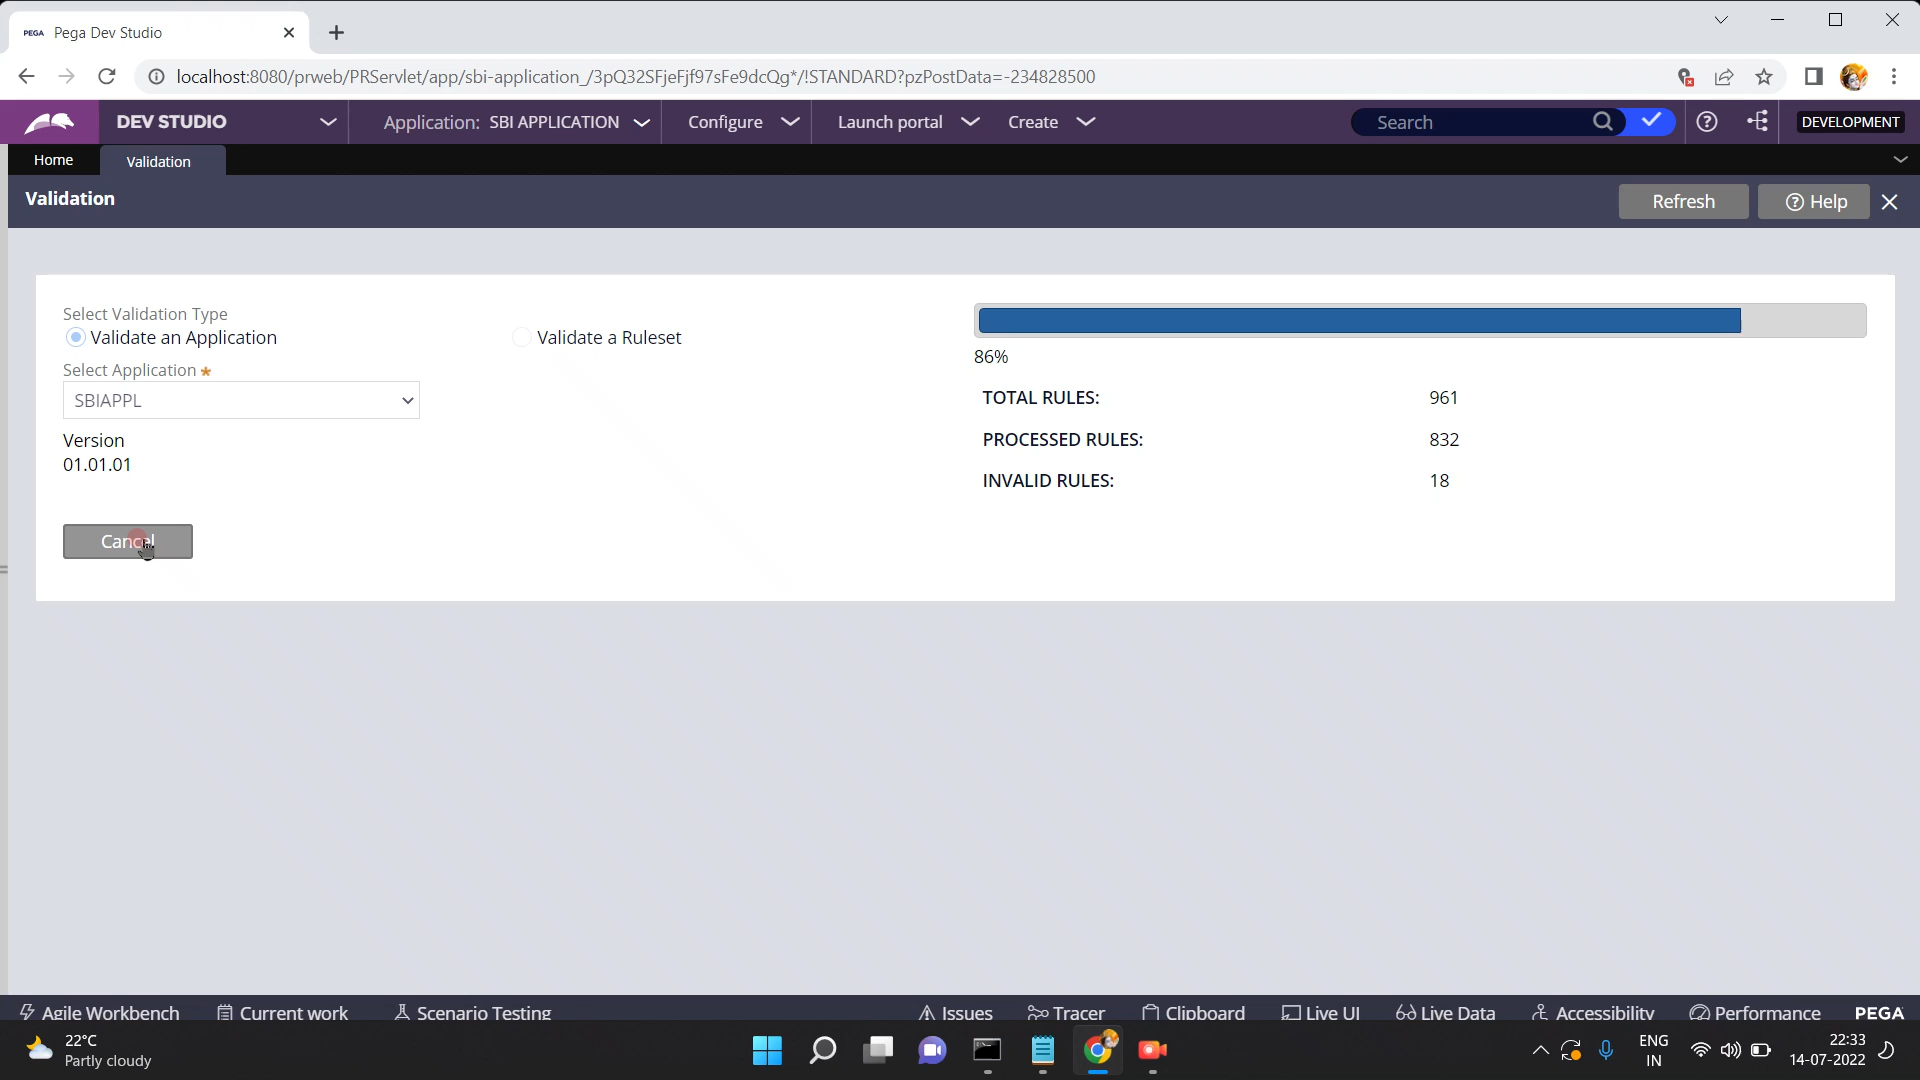 PEGA Pega Dev Studio
localhost:8080/prweb/PRServlet/app/sbi-application_/3pQ32SFjeFjf97sFe9dcQg*/!STANDARD?pzPostData=-234828500
DEV STUDIO Application: SBI APPLICATION Configure Launch portal Create Search DEVELOPMENT
Home Validation
Validation Refresh Help
Select Validation Type
Validate an Application Validate a Ruleset
86%
Select Application *
SBIAPPL
TOTAL RULES: 961
Version
PROCESSED RULES: 832
01.01.01
INVALID RULES: 18
Cancel
Agile Workbench Current work Scenario Testing Issues Tracer Clipboard Live UI Live Data Accessibility Performance PEGA
22°C
Partly cloudy
ENG
IN
22:33
14-07-2022